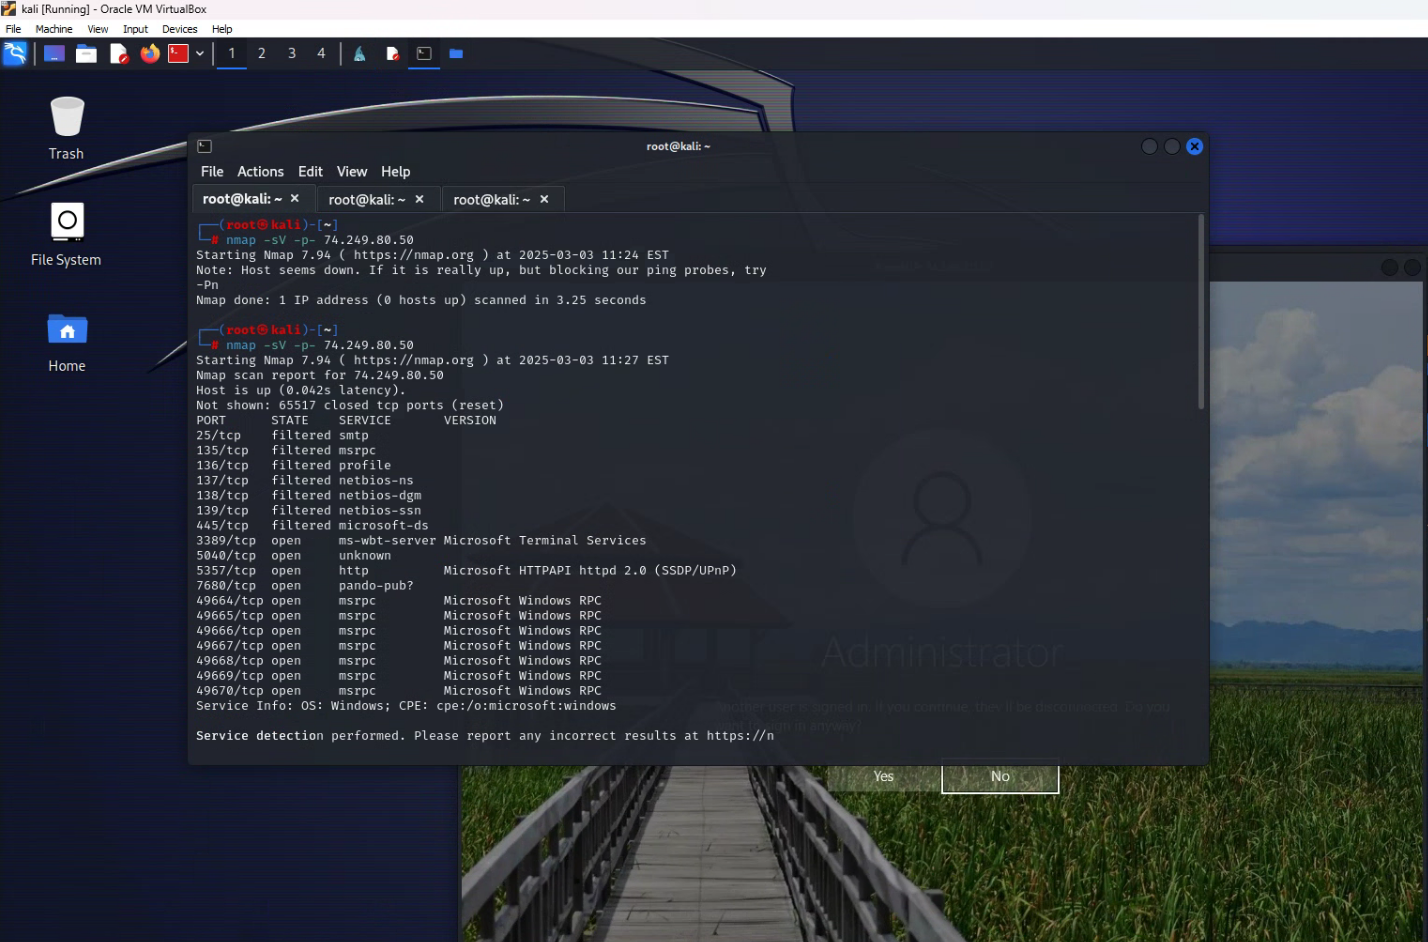 kali [Running] - Oracle VM VirtualBox
File Machine View Input Devices Help
1 2 3 4
Trash
File System
Home
root@kali: ~
File Actions Edit View Help
root@kali: ~ × root@kali: ~ × root@kali: ~ ×
┌──(root㉿kali)-[~]
└─# nmap -sV -p- 74.249.80.50
Starting Nmap 7.94 ( https://nmap.org ) at 2025-03-03 11:24 EST
Note: Host seems down. If it is really up, but blocking our ping probes, try
-Pn
Nmap done: 1 IP address (0 hosts up) scanned in 3.25 seconds
┌──(root㉿kali)-[~]
└─# nmap -sV -p- 74.249.80.50
Starting Nmap 7.94 ( https://nmap.org ) at 2025-03-03 11:27 EST
Nmap scan report for 74.249.80.50
Host is up (0.042s latency).
Not shown: 65517 closed tcp ports (reset)
PORT STATE SERVICE VERSION
25/tcp filtered smtp
135/tcp filtered msrpc
136/tcp filtered profile
137/tcp filtered netbios-ns
138/tcp filtered netbios-dgm
139/tcp filtered netbios-ssn
445/tcp filtered microsoft-ds
3389/tcp open ms-wbt-server Microsoft Terminal Services
5040/tcp open unknown
5357/tcp open http Microsoft HTTPAPI httpd 2.0 (SSDP/UPnP)
7680/tcp open pando-pub?
49664/tcp open msrpc Microsoft Windows RPC
49665/tcp open msrpc Microsoft Windows RPC
49666/tcp open msrpc Microsoft Windows RPC
49667/tcp open msrpc Microsoft Windows RPC
49668/tcp open msrpc Microsoft Windows RPC
49669/tcp open msrpc Microsoft Windows RPC
49670/tcp open msrpc Microsoft Windows RPC
Service Info: OS: Windows; CPE: cpe:/o:microsoft:windows
Service detection performed. Please report any incorrect results at https://n
Administrator
Another user is signed in. If you continue, they'll be disconnected. Do you
want to sign in anyway?
Yes No